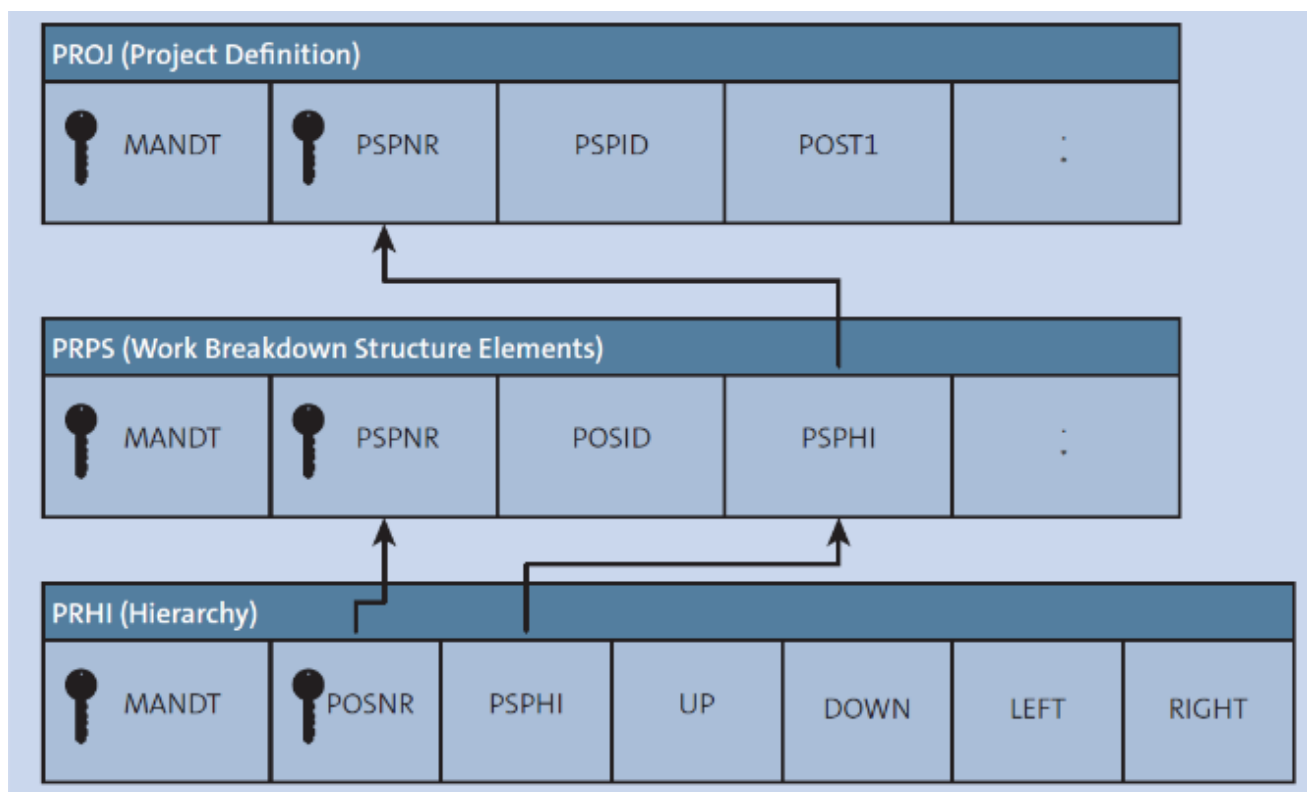 PROJ (Project Definition)
MANDT PSPNR PSPID POST1 :
PRPS (Work Breakdown Structure Elements)
MANDT PSPNR POSID PSPHI :
PRHI (Hierarchy)
MANDT POSNR PSPHI UP DOWN LEFT RIGHT